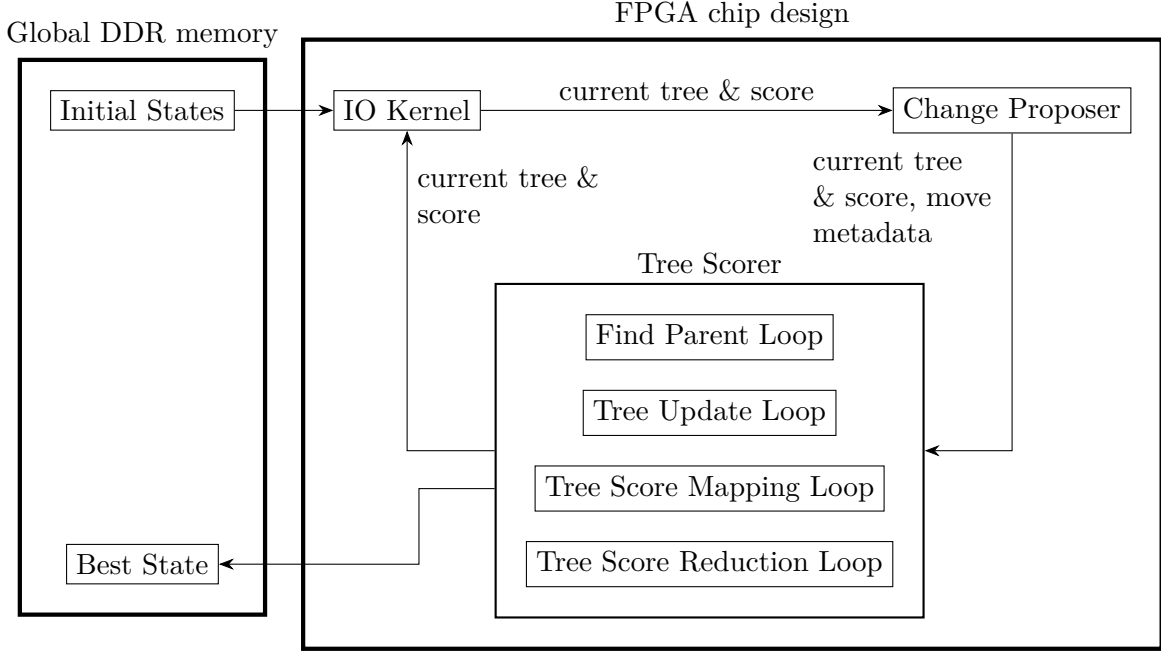 FPGA chip design
Global DDR memory
Initial States
IO Kernel
current tree & score
Change Proposer
current tree &
score
current tree
& score, move
metadata
Tree Scorer
Find Parent Loop
Tree Update Loop
Tree Score Mapping Loop
Tree Score Reduction Loop
Best State